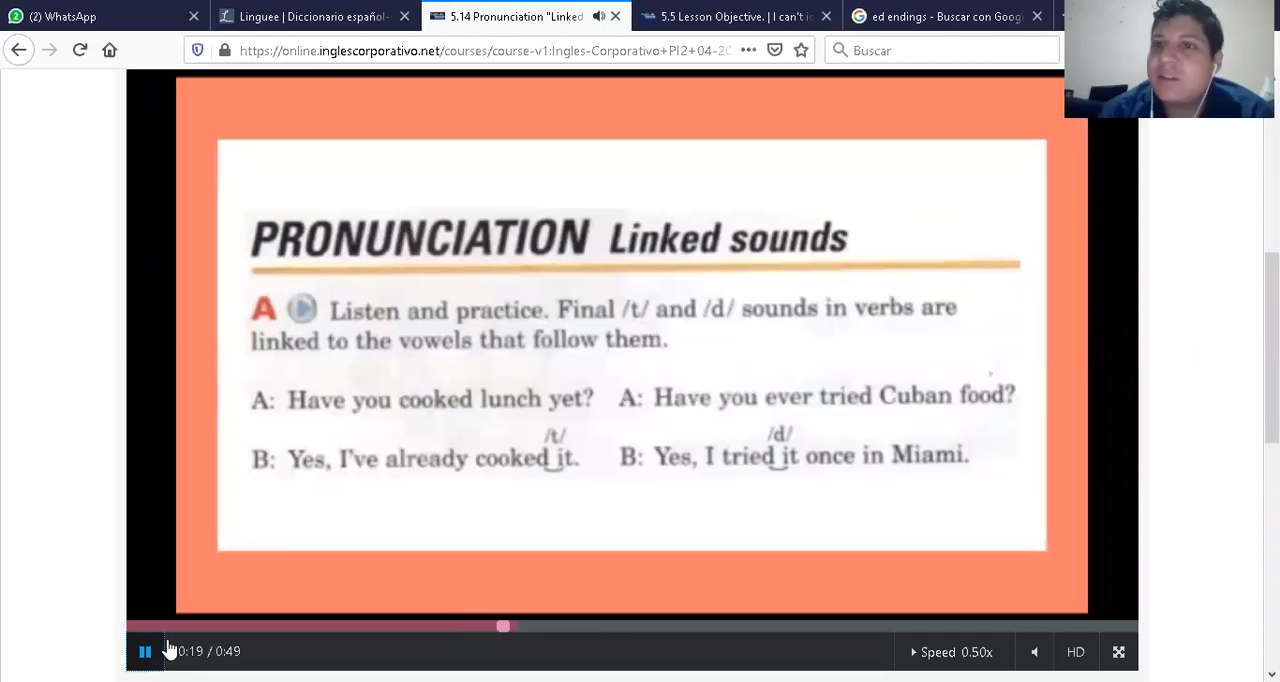 (2) WhatsApp
Linguee | Diccionario español-
5.14 Pronunciation "Linked
5.5 Lesson Objective. | I can't is
ed endings - Buscar con Googl
https://online.inglescorporativo.net/courses/course-v1:Ingles-Corporativo+PI2+04-20
Buscar
PRONUNCIATION Linked sounds
A Listen and practice. Final /t/ and /d/ sounds in verbs are
linked to the vowels that follow them.
A: Have you cooked lunch yet? A: Have you ever tried Cuban food?
/t/ /d/
B: Yes, I've already cooked it. B: Yes, I tried it once in Miami.
0:19 / 0:49
Speed 0.50x
HD